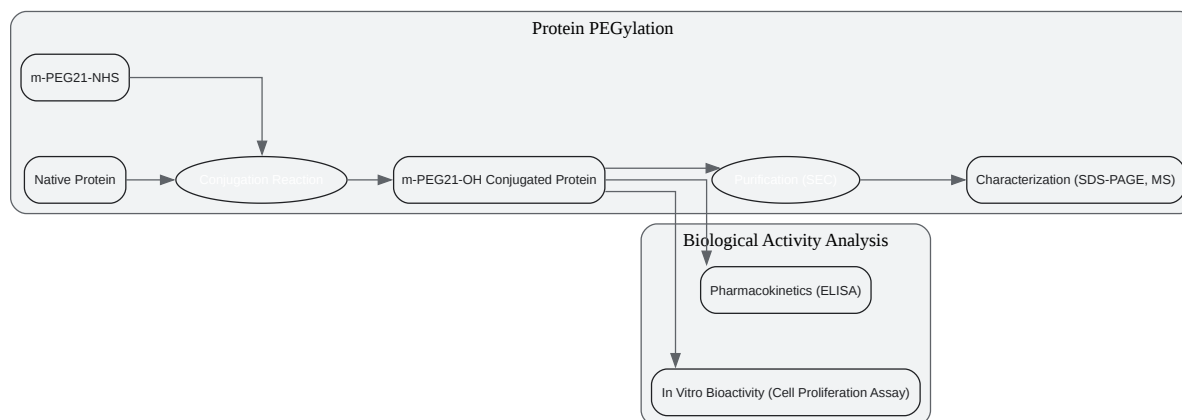 Protein PEGylation
m-PEG21-NHS
Native Protein
Conjugation Reaction
m-PEG21-OH Conjugated Protein
Purification (SEC)
Characterization (SDS-PAGE, MS)
Biological Activity Analysis
Pharmacokinetics (ELISA)
In Vitro Bioactivity (Cell Proliferation Assay)